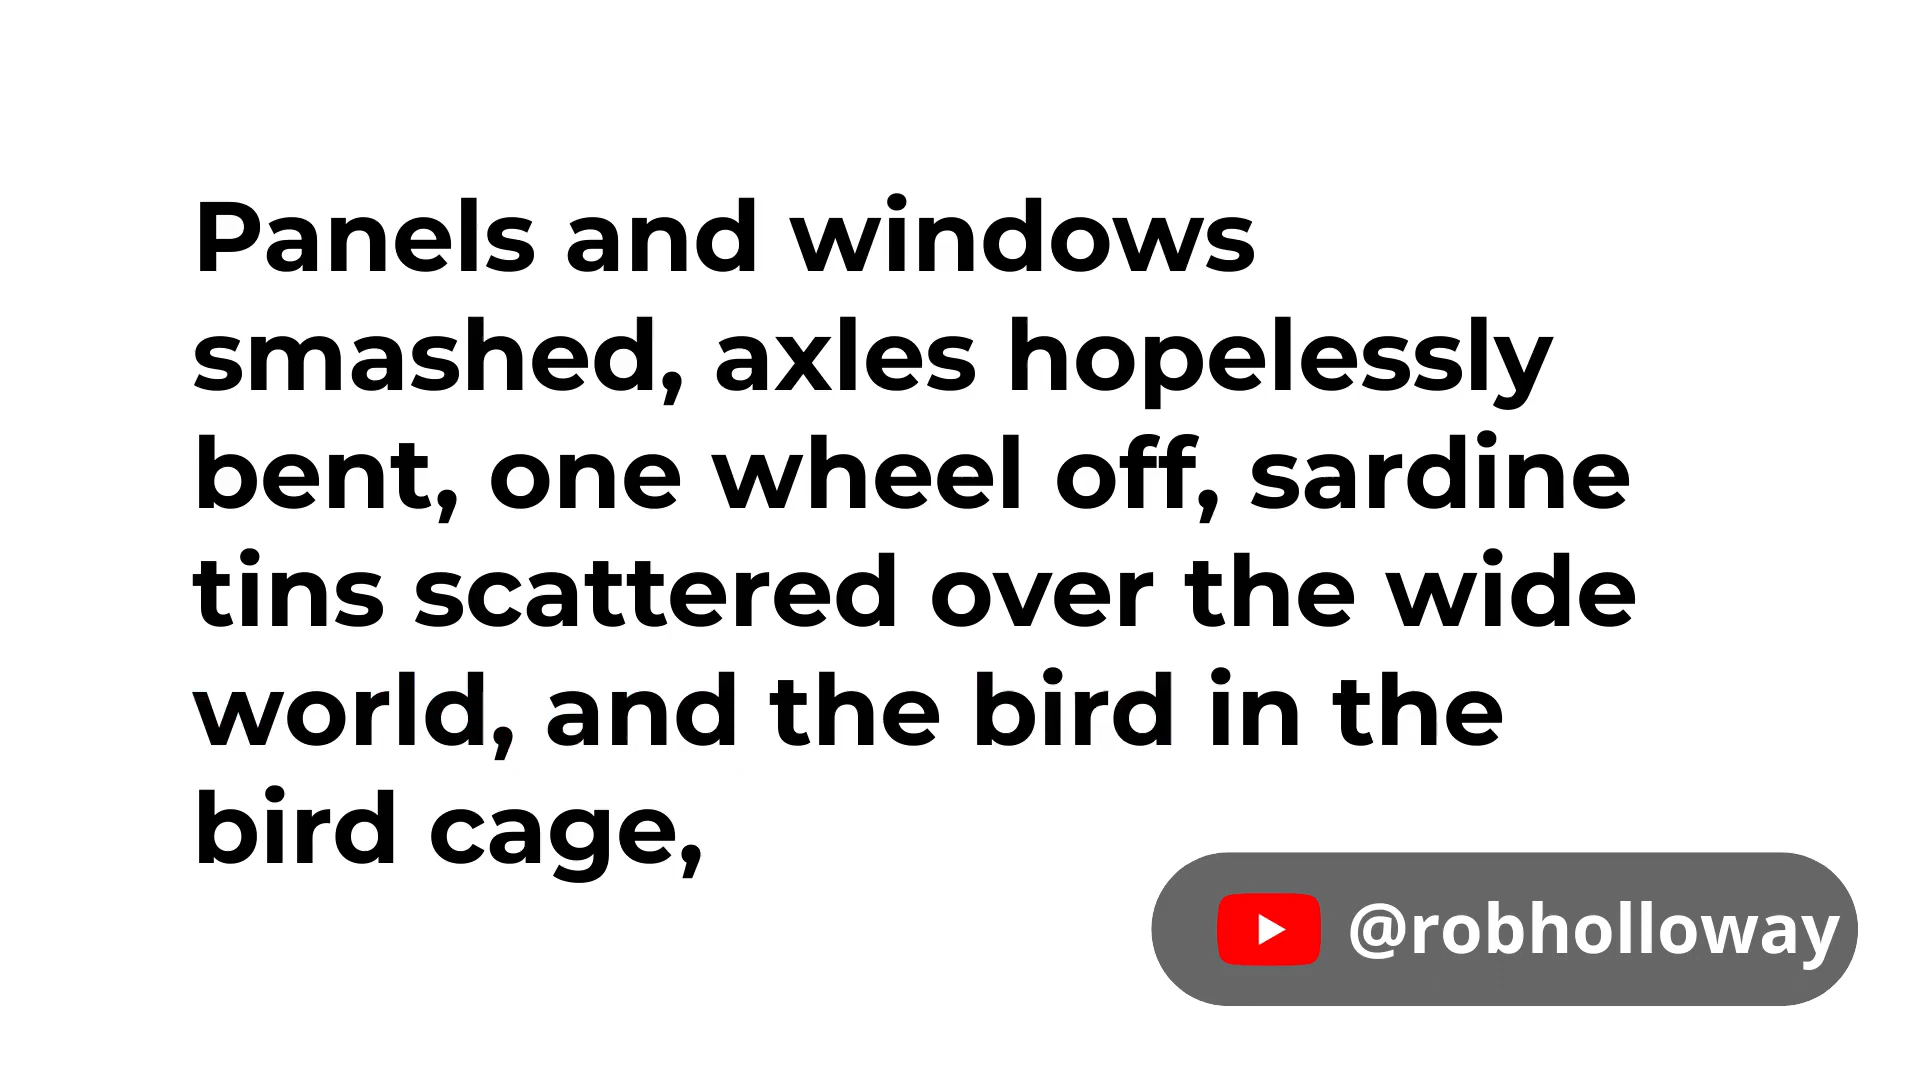 Panels and windows
smashed, axles hopelessly
bent, one wheel off, sardine
tins scattered over the wide
world, and the bird in the
bird cage,
@robholloway